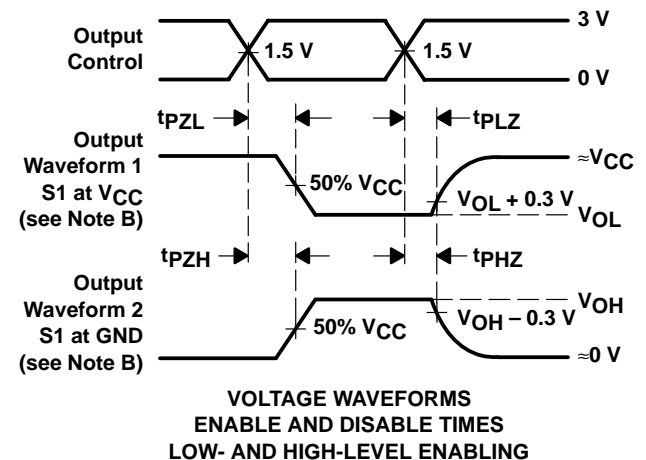 3 V
Output
Control
1.5 V
1.5 V
0 V
tPZL
tPLZ
Output
Waveform 1
S1 at VCC
(see Note B)
≈VCC
50% VCC
VOL + 0.3 V
VOL
tPZH
tPHZ
Output
Waveform 2
S1 at GND
(see Note B)
VOH
VOH – 0.3 V
50% VCC
≈0 V
VOLTAGE WAVEFORMS
ENABLE AND DISABLE TIMES
LOW- AND HIGH-LEVEL ENABLING